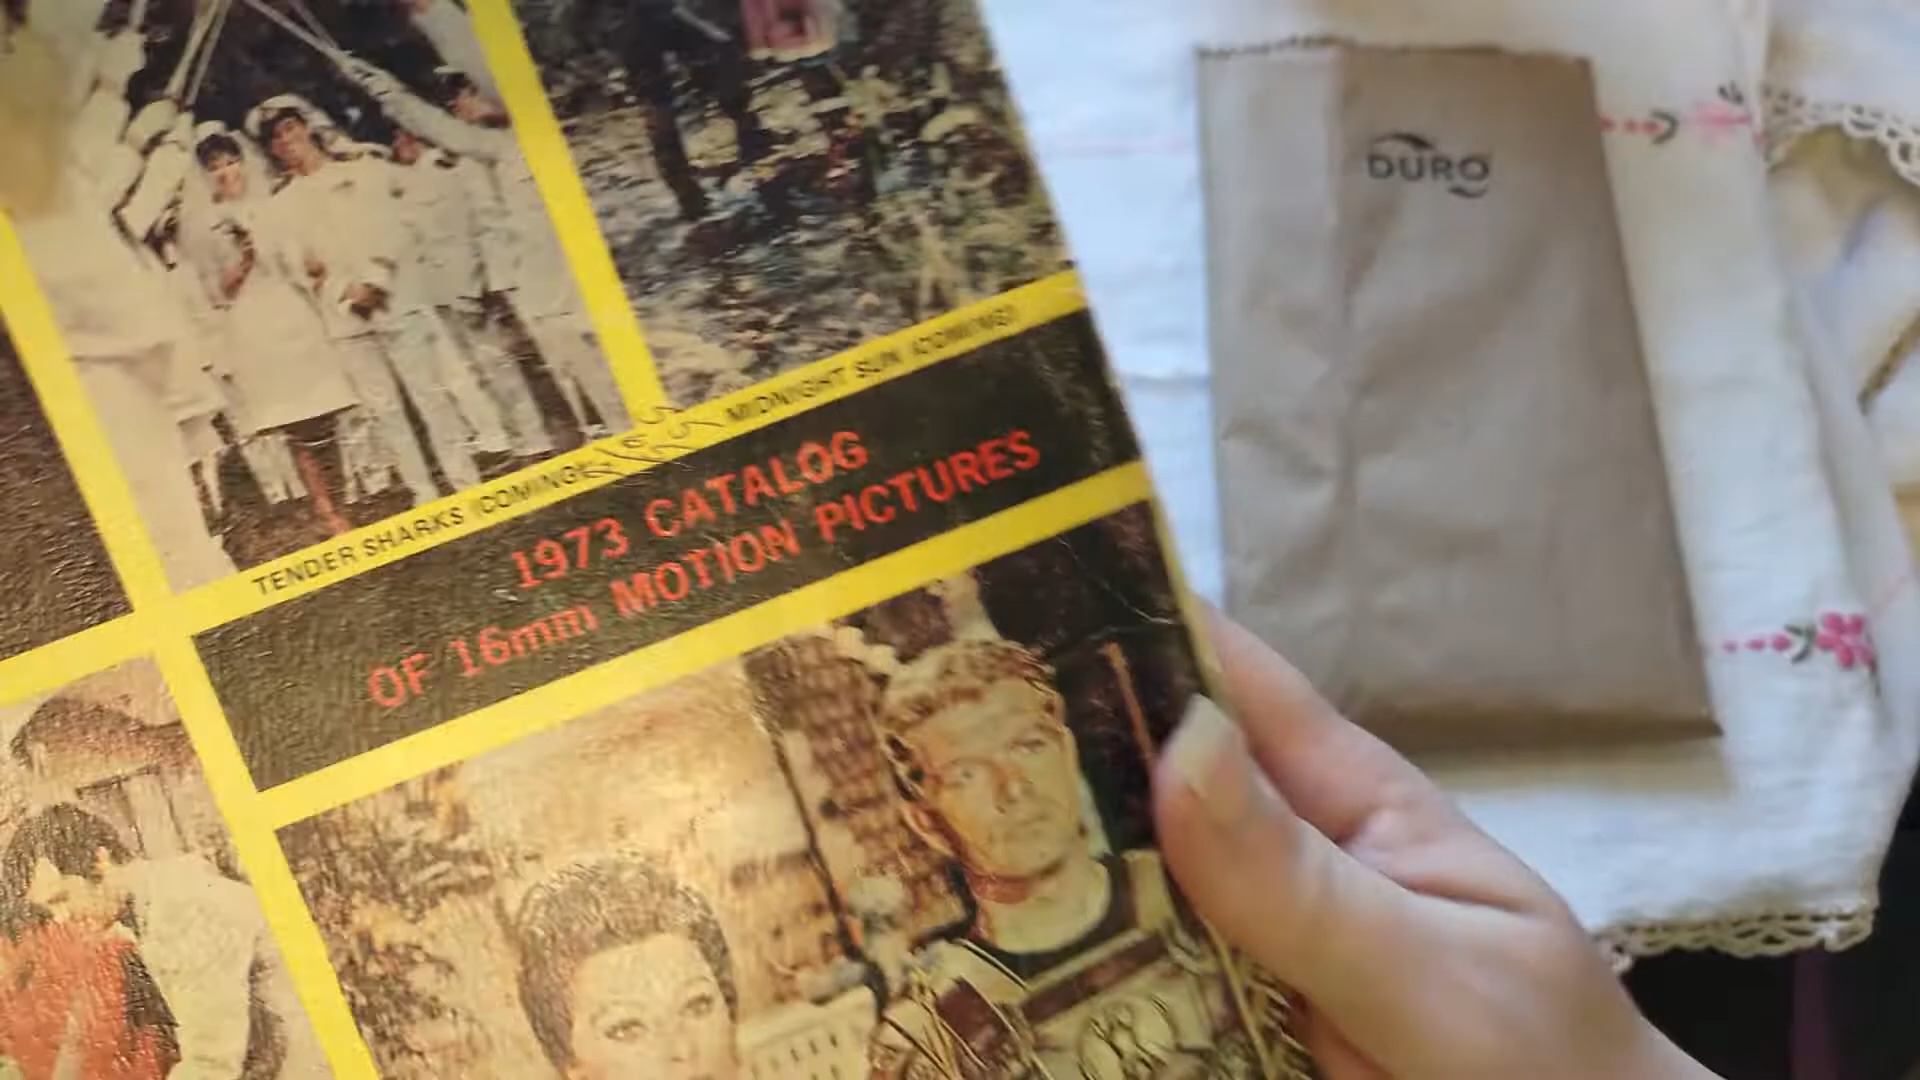 DURO
MIDNIGHT SUN (COMING)
TENDER SHARKS (COMING)
1973 CATALOG
OF 16mm MOTION PICTURES